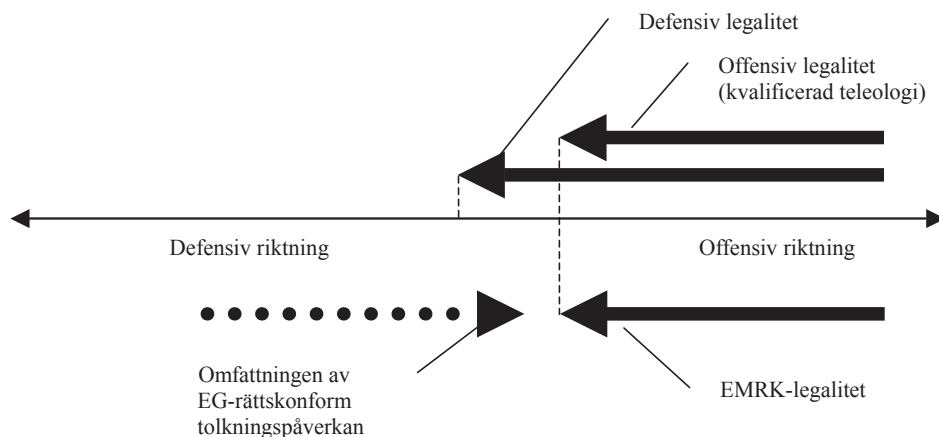 Defensiv legalitet
Offensiv legalitet
(kvalificerad teleologi)
Defensiv riktning
Offensiv riktning
Omfattningen av
EG-rättskonform
tolkningspåverkan
EMRK-legalitet